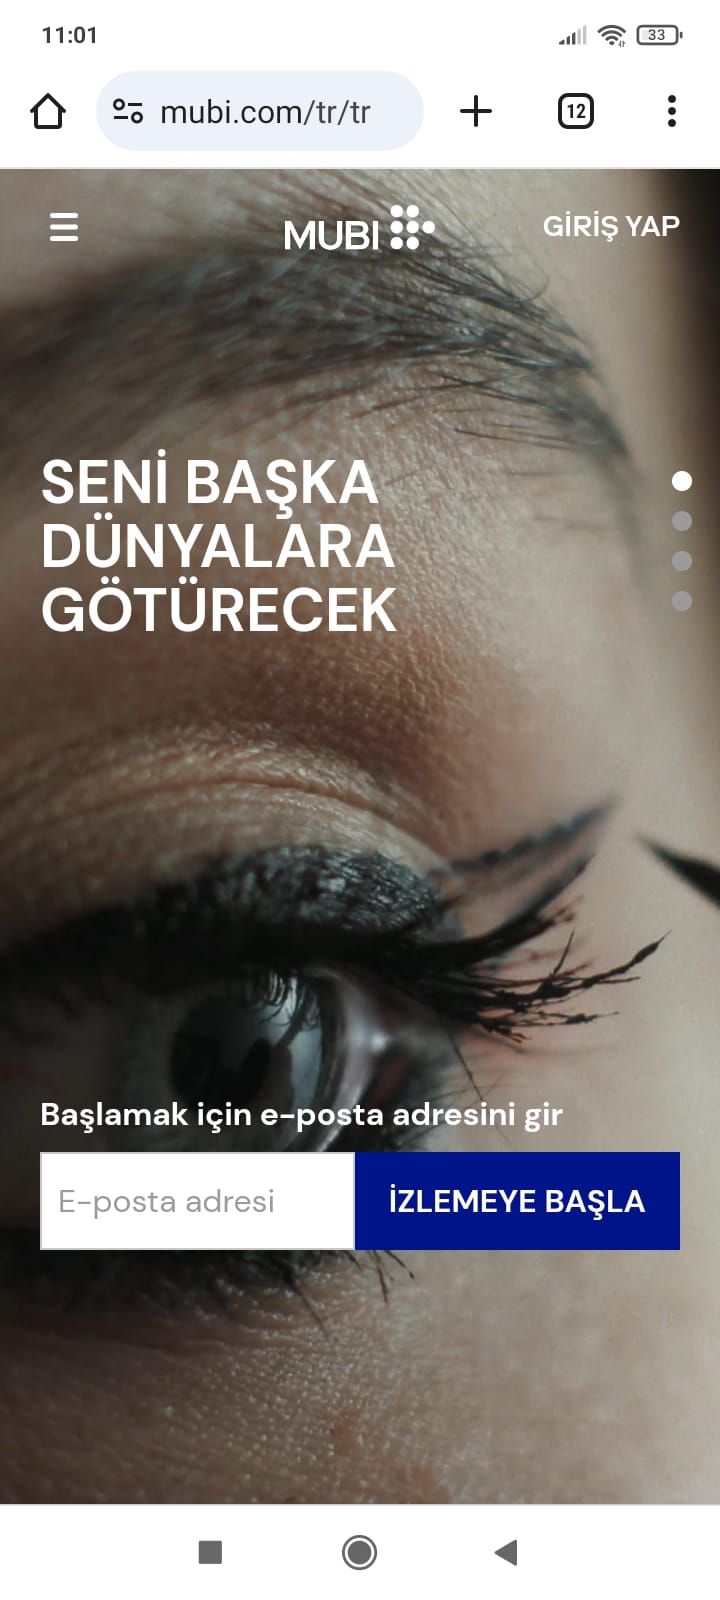 11:01
33
mubi.com/tr/tr
12
MUBI
GİRİŞ YAP
SENİ BAŞKA
DÜNYALARA
GÖTÜRECEK
Başlamak için e-posta adresini gir
E-posta adresi
İZLEMEYE BAŞLA